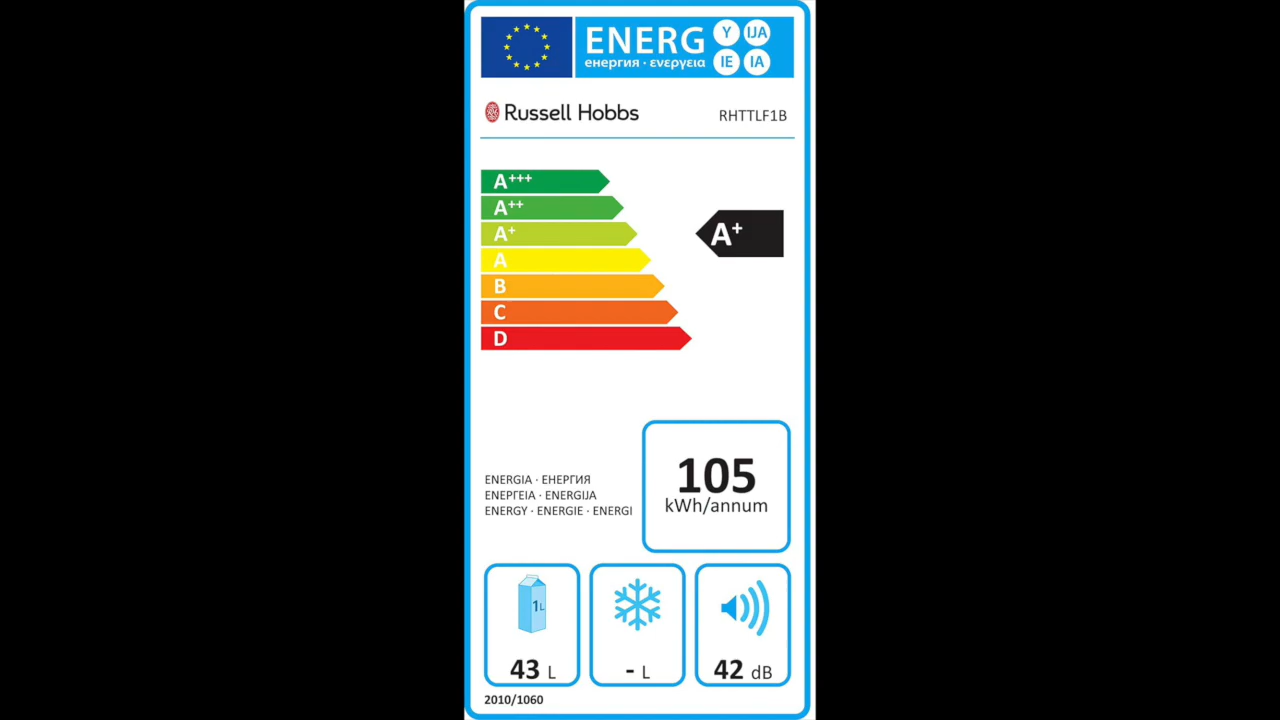 ENERG Y IJA
енергия · ενεργεια IE IA
Russell Hobbs RHTTLF1B
A+++
A++
A+
A+
A
B
C
D
105
kWh/annum
ENERGIA · ЕНЕРГИЯ
ΕΝΕΡΓΕΙΑ · ENERGIJA
ENERGY · ENERGIE · ENERGI
1L
43 L
- L
42 dB
2010/1060